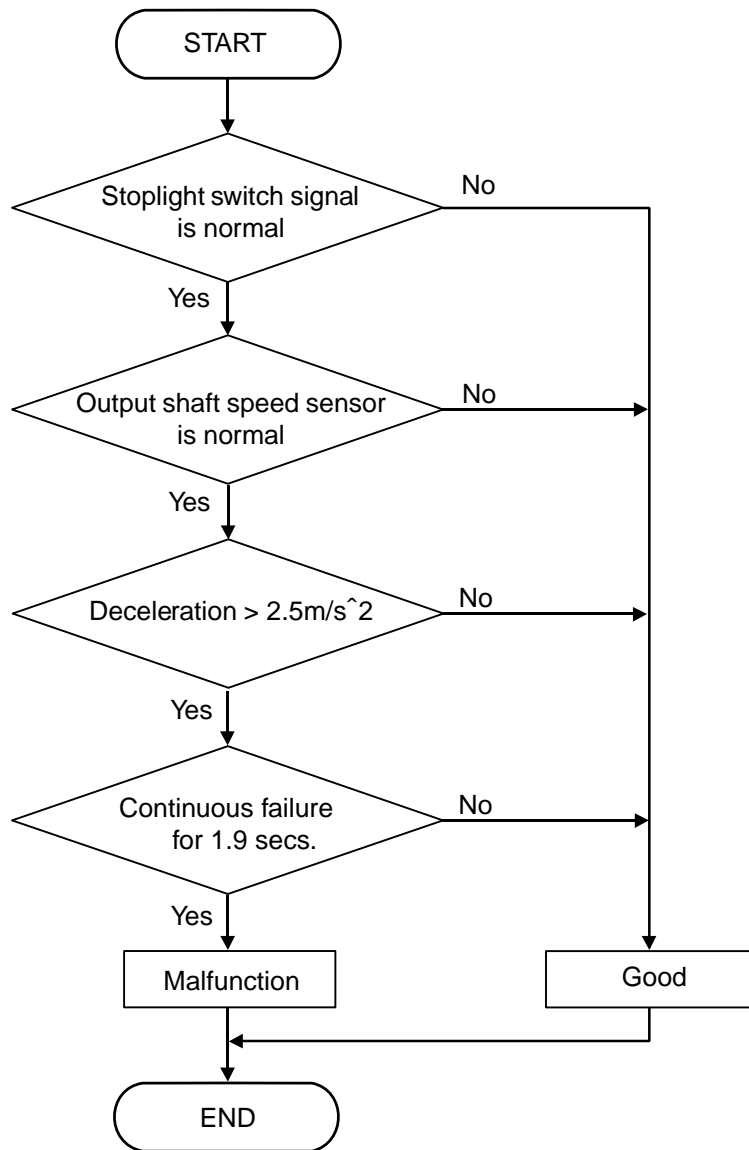 START
Stoplight switch signal
is normal
No
Yes
Output shaft speed sensor
is normal
No
Yes
Deceleration > 2.5m/s^2
No
Yes
Continuous failure
for 1.9 secs.
No
Yes
Malfunction
Good
END